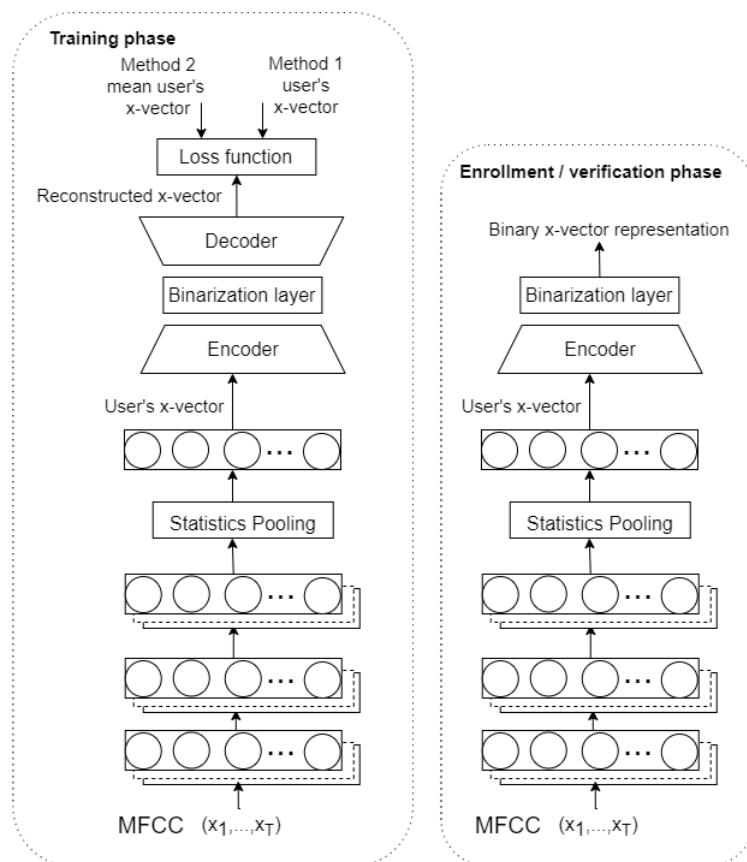 Training phase
Method 2
mean user's
x-vector
Method 1
user's
x-vector
Loss function
Reconstructed x-vector
Decoder
Binarization layer
Encoder
User's x-vector
...
Statistics Pooling
...
...
...
MFCC (x1,...,xT)
Enrollment / verification phase
Binary x-vector representation
Binarization layer
Encoder
User's x-vector
...
Statistics Pooling
...
...
...
MFCC (x1,...,xT)